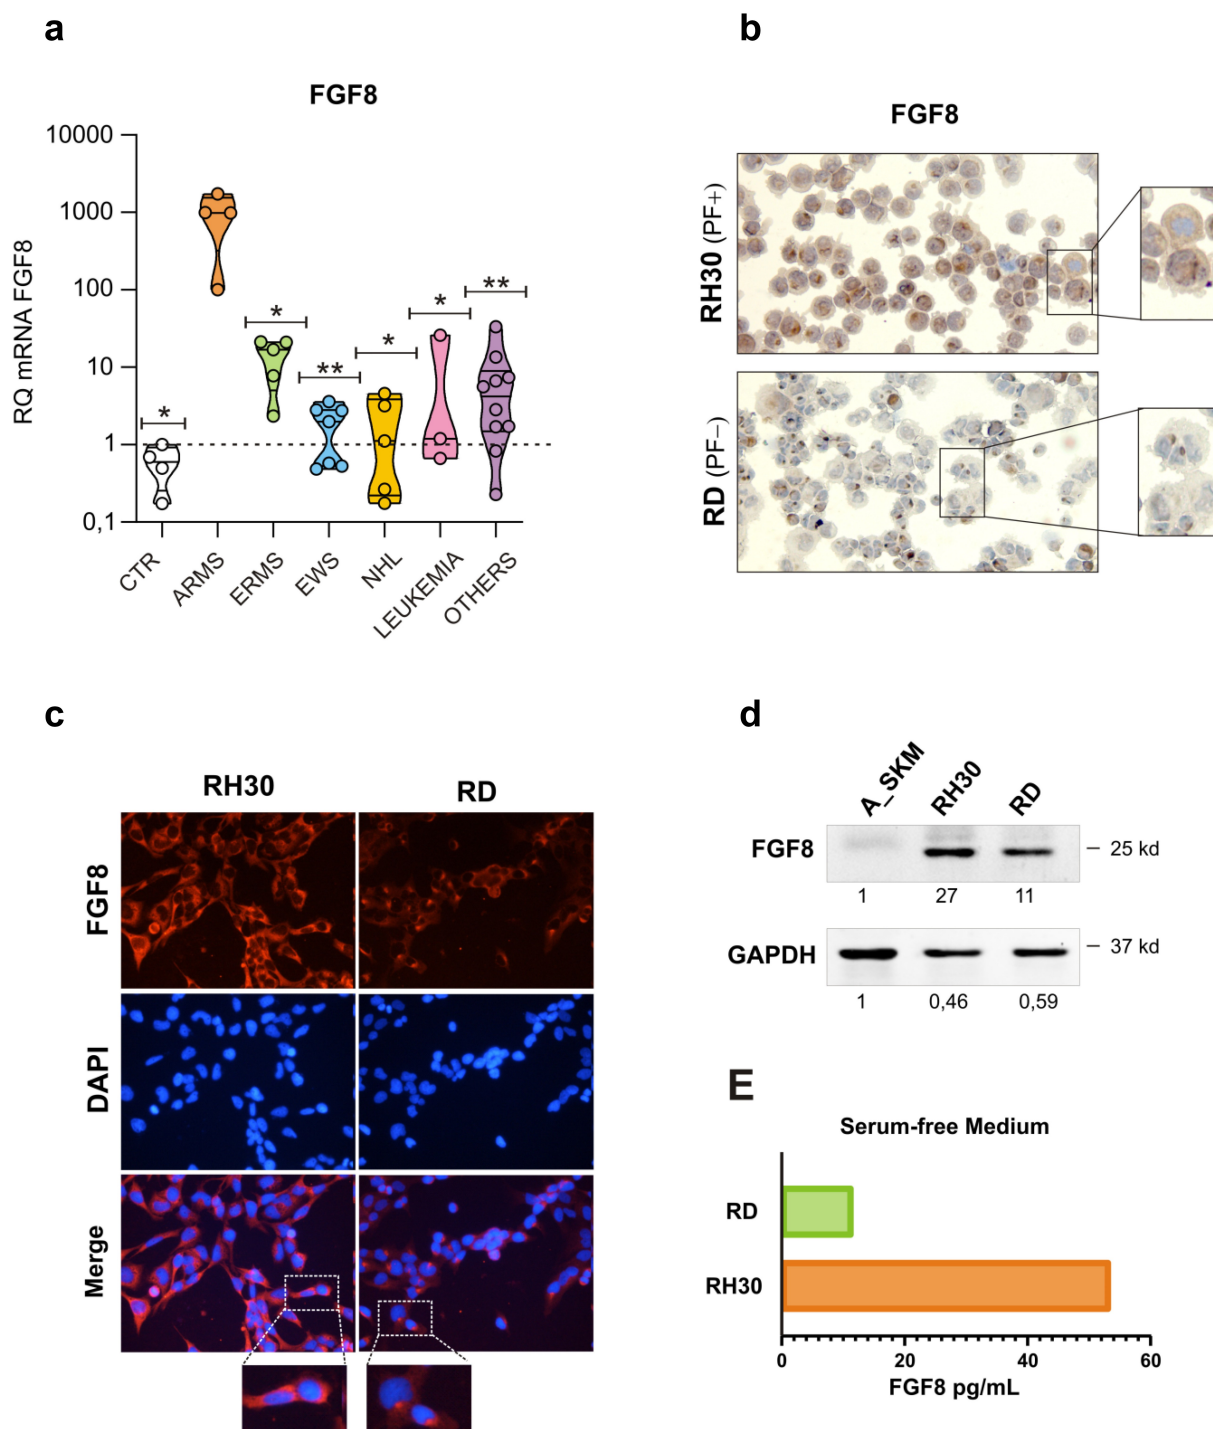 a
FGF8
10000
1000
100
10
1
0,1
RQ mRNA FGF8
*
*
**
*
*
**
CTR
ARMS
ERMS
EWS
NHL
LEUKEMIA
OTHERS
b
FGF8
RH30 (PF+)
RD (PF−)
c
RH30
RD
FGF8
DAPI
Merge
d
A_SKM
RH30
RD
FGF8
25 kd
1 27 11
GAPDH
37 kd
1 0,46 0,59
E
Serum-free Medium
RD
RH30
0 20 40 60
FGF8 pg/mL